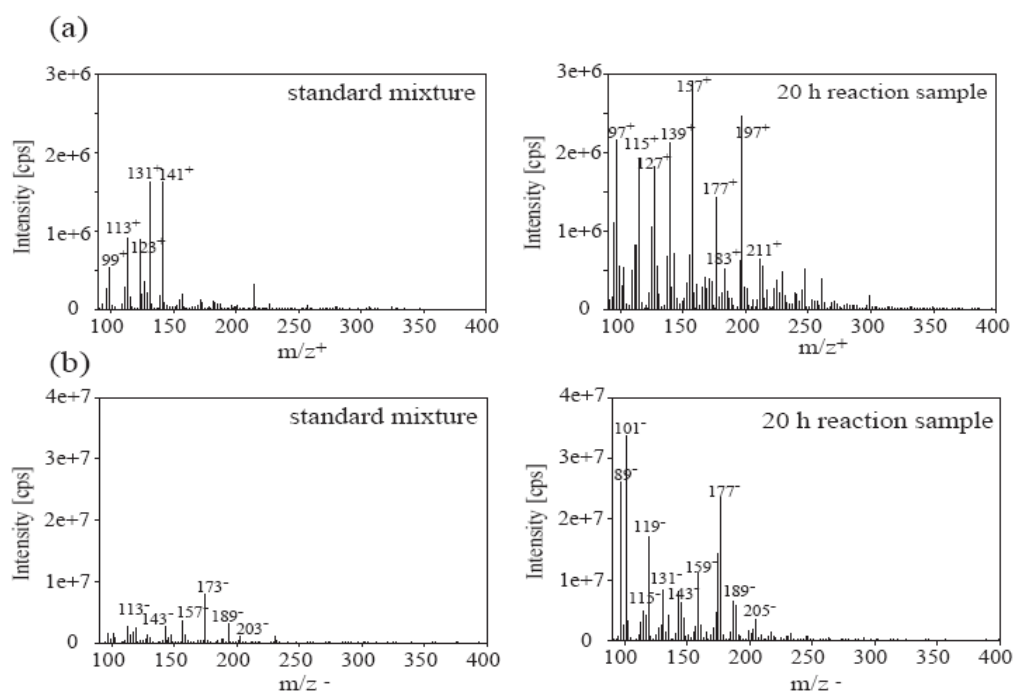 (a)
3e+6
standard mixture
2e+6
131⁺ 141⁺
113⁺
1e+6
123⁺
99⁺
0
100 150 200 250 300 350 400
Intensity [cps]
m/z⁺
3e+6
157⁺
20 h reaction sample
97⁺ 115⁺ 139⁺ 197⁺
2e+6
127⁺
177⁺
1e+6
183⁺ 211⁺
0
100 150 200 250 300 350 400
Intensity [cps]
m/z⁺
(b)
4e+7
standard mixture
3e+7
2e+7
1e+7
173⁻
113⁻ 143⁻ 157⁻ 189⁻
203⁻
0
100 150 200 250 300 350 400
Intensity [cps]
m/z -
4e+7
20 h reaction sample
101⁻
3e+7
89⁻
177⁻
2e+7
119⁻
159⁻
1e+7
131⁻
115⁻ 143⁻ 189⁻
205⁻
0
100 150 200 250 300 350 400
Intensity [cps]
m/z -